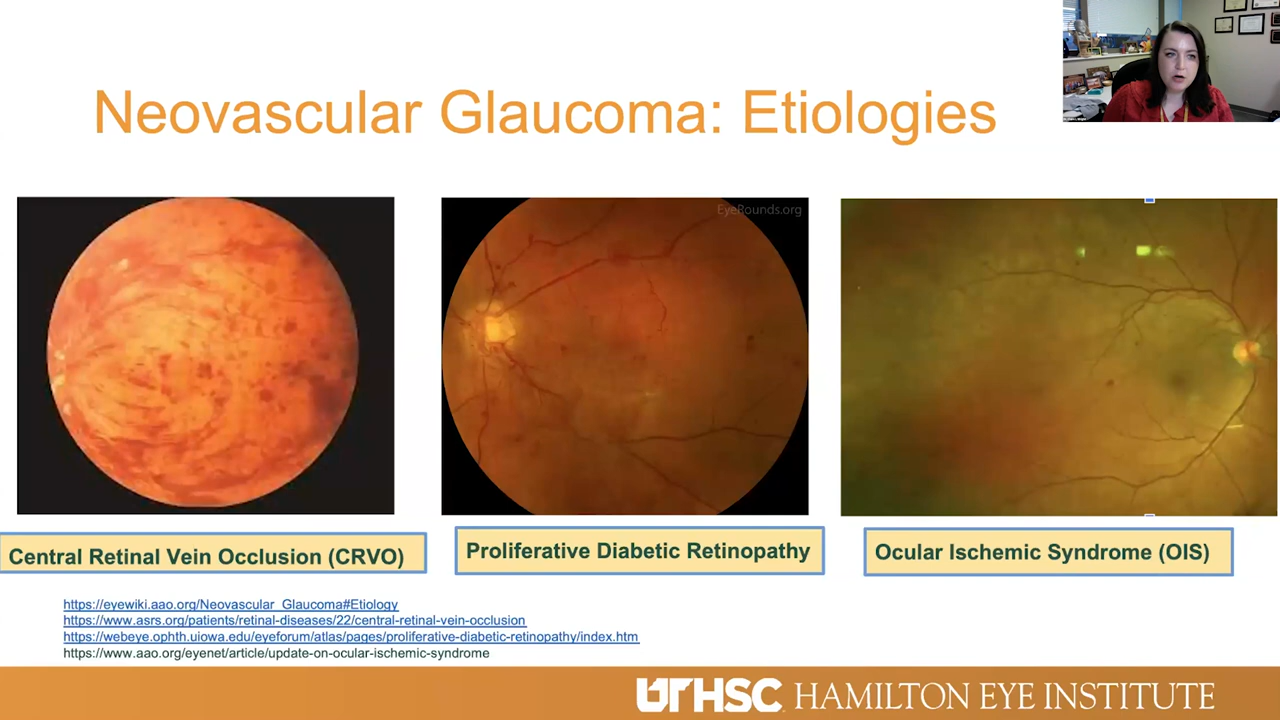 Neovascular Glaucoma: Etiologies
EyeRounds.org
Central Retinal Vein Occlusion (CRVO)
Proliferative Diabetic Retinopathy
Ocular Ischemic Syndrome (OIS)
https://eyewiki.aao.org/Neovascular_Glaucoma#Etiology
https://www.asrs.org/patients/retinal-diseases/22/central-retinal-vein-occlusion
https://webeye.ophth.uiowa.edu/eyeforum/atlas/pages/proliferative-diabetic-retinopathy/index.htm
https://www.aao.org/eyenet/article/update-on-ocular-ischemic-syndrome
UTHSC HAMILTON EYE INSTITUTE